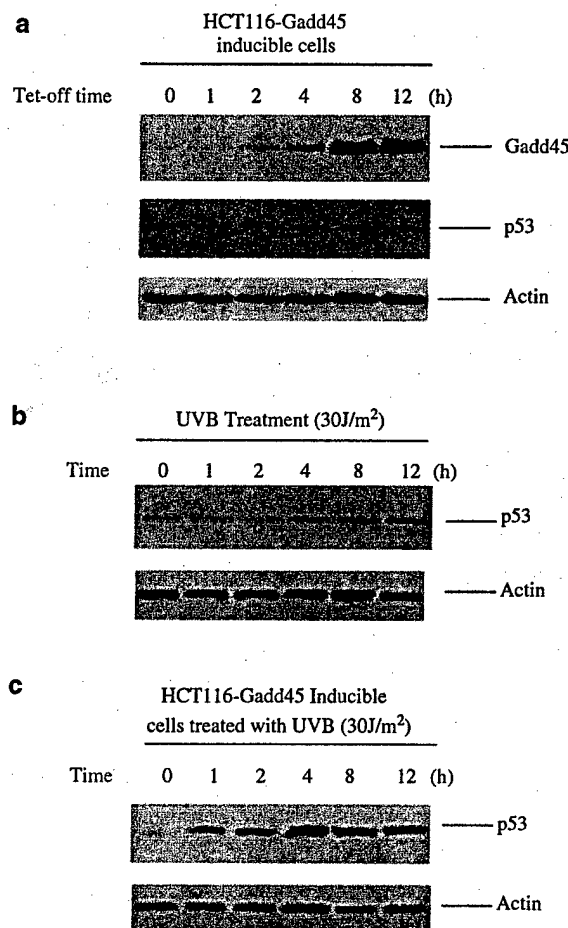 a
HCT116-Gadd45
inducible cells
Tet-off time 0 1 2 4 8 12 (h)
Gadd45
p53
Actin
b
UVB Treatment (30J/m²)
Time 0 1 2 4 8 12 (h)
p53
Actin
c
HCT116-Gadd45 Inducible
cells treated with UVB (30J/m²)
Time 0 1 2 4 8 12 (h)
p53
Actin